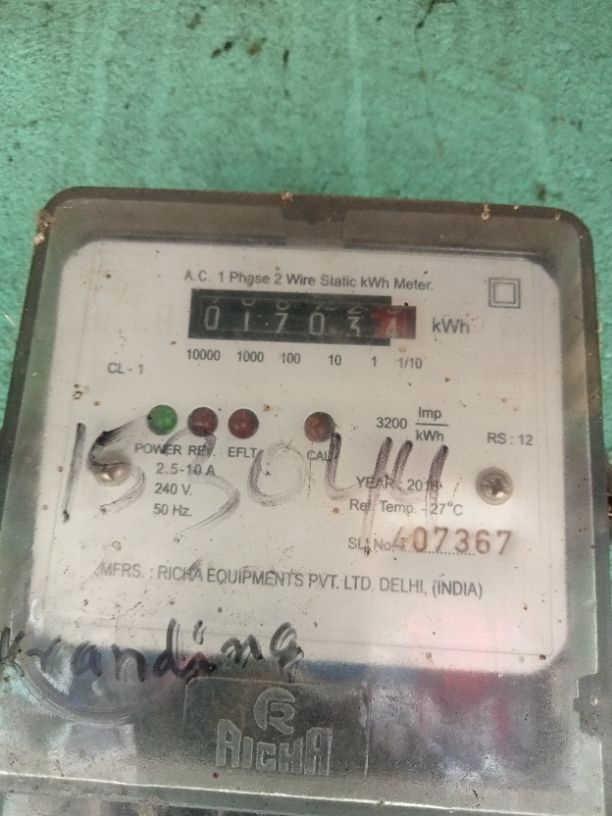 A.C. 1 Phase 2 Wire Static kWh Meter.
01703 4 kWh
10000 1000 100 10 1 1/10
CL - 1
3200 Imp/kWh
RS : 12
POWER REV. EFLT CAL
153044
2.5-10 A
240 V.
50 Hz.
YEAR : 2018
Ref. Temp. - 27°C
SL. No. 407367
MFRS. : RICHA EQUIPMENTS PVT. LTD. DELHI, (INDIA)
R
RICHA